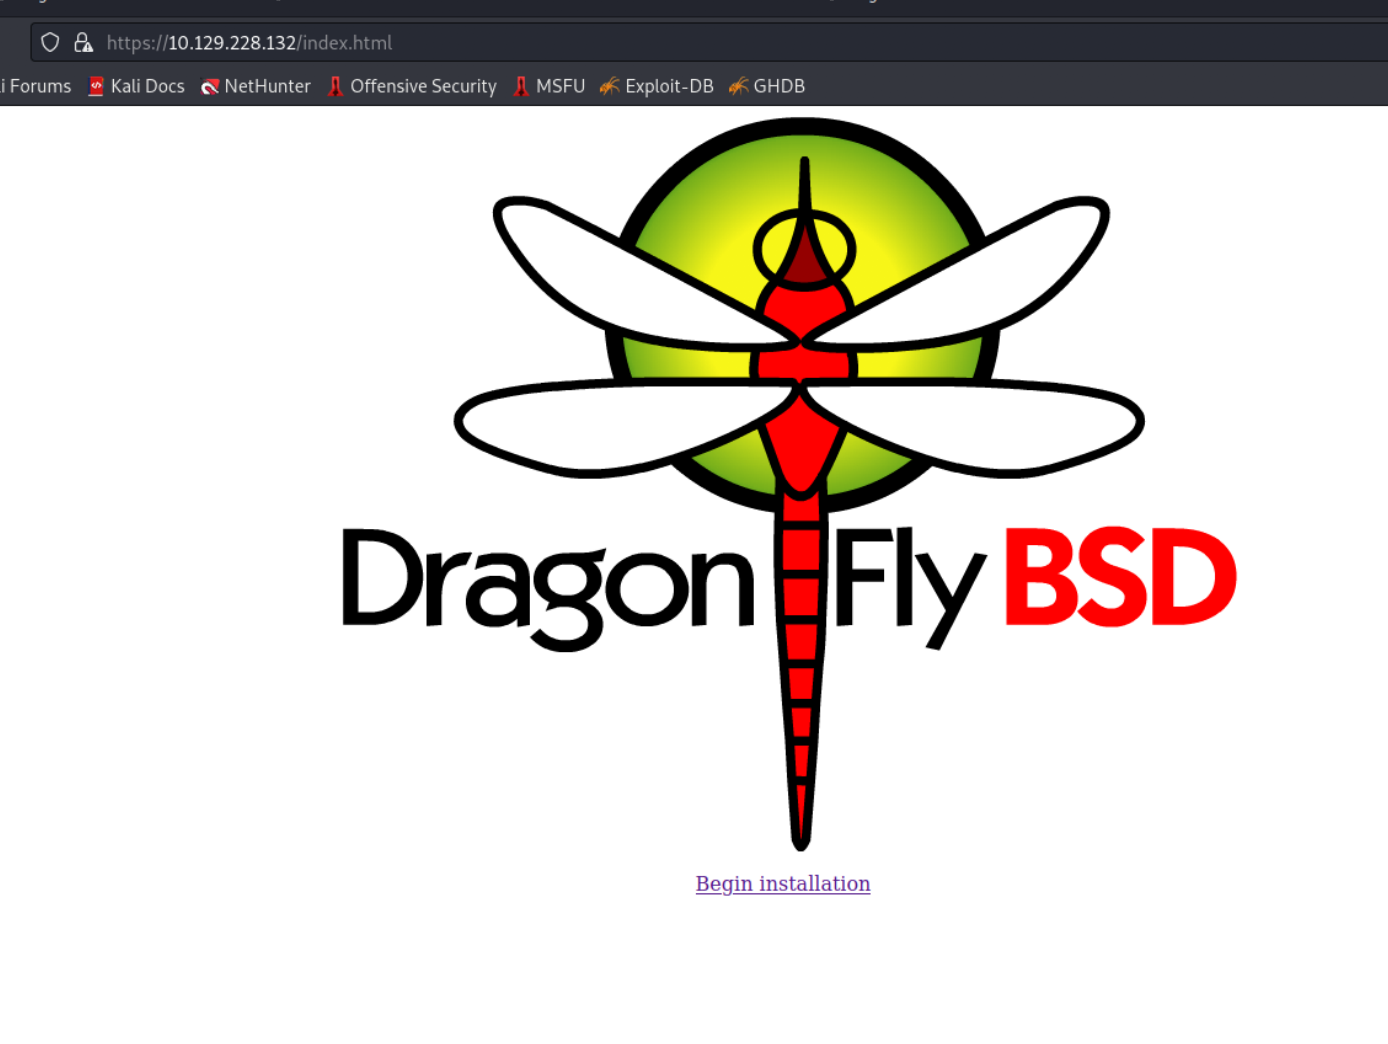 https://10.129.228.132/index.html
i Forums Kali Docs NetHunter Offensive Security MSFU Exploit-DB GHDB
DragonFly BSD
Begin installation